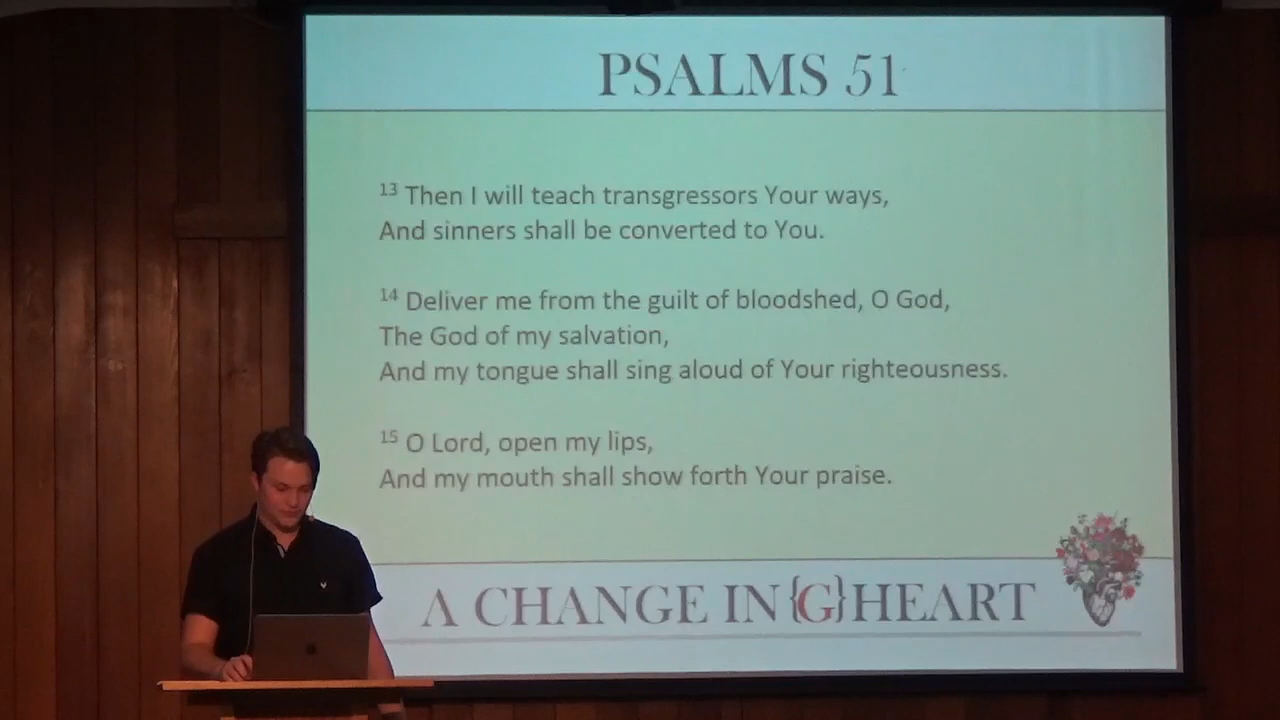 PSALMS 51
13 Then I will teach transgressors Your ways,
And sinners shall be converted to You.
14 Deliver me from the guilt of bloodshed, O God,
The God of my salvation,
And my tongue shall sing aloud of Your righteousness.
15 O Lord, open my lips,
And my mouth shall show forth Your praise.
A CHANGE IN {G} HEART